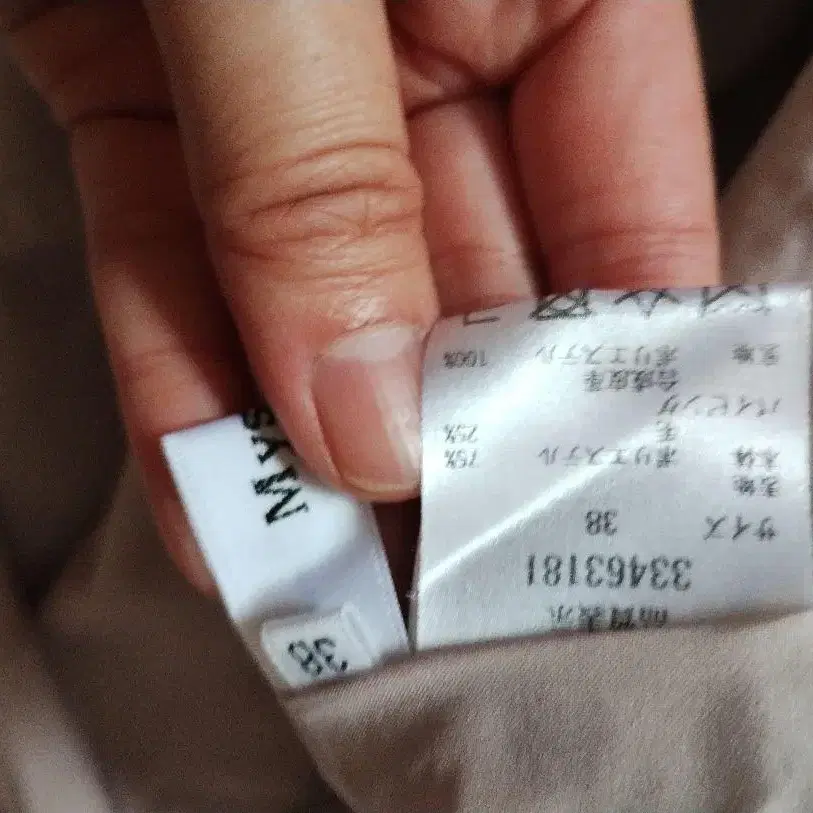 Mys
38
品質表示
33463181
サイズ 38
表地
本体 ポリエステル 75%
毛 25%
パイピング
合成皮革
裏地 ポリエステル 100%